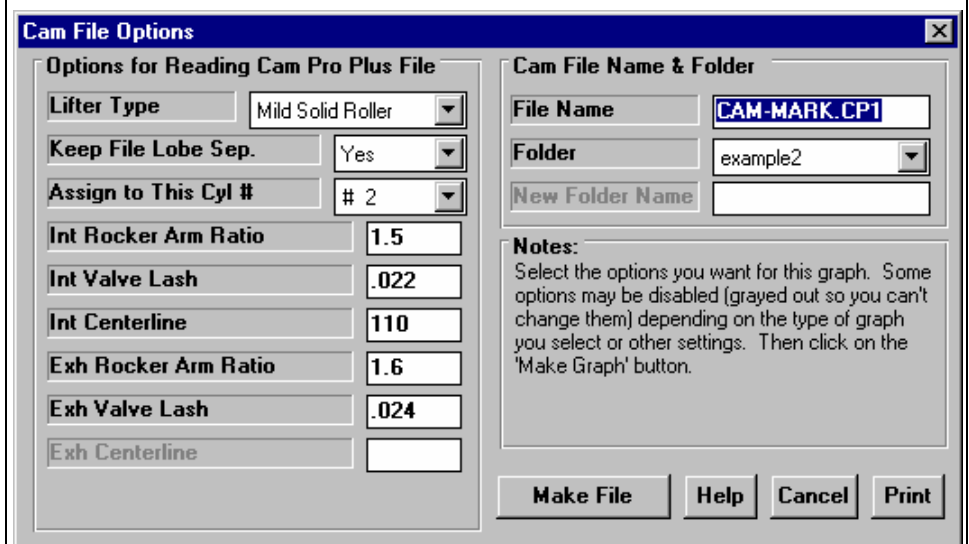 Cam File Options
Options for Reading Cam Pro Plus File
Lifter Type Mild Solid Roller
Keep File Lobe Sep. Yes
Assign to This Cyl # # 2
Int Rocker Arm Ratio 1.5
Int Valve Lash .022
Int Centerline 110
Exh Rocker Arm Ratio 1.6
Exh Valve Lash .024
Exh Centerline
Cam File Name & Folder
File Name CAM-MARK.CP1
Folder example2
New Folder Name
Notes:
Select the options you want for this graph. Some
options may be disabled (grayed out so you can't
change them) depending on the type of graph
you select or other settings. Then click on the
'Make Graph' button.
Make File Help Cancel Print